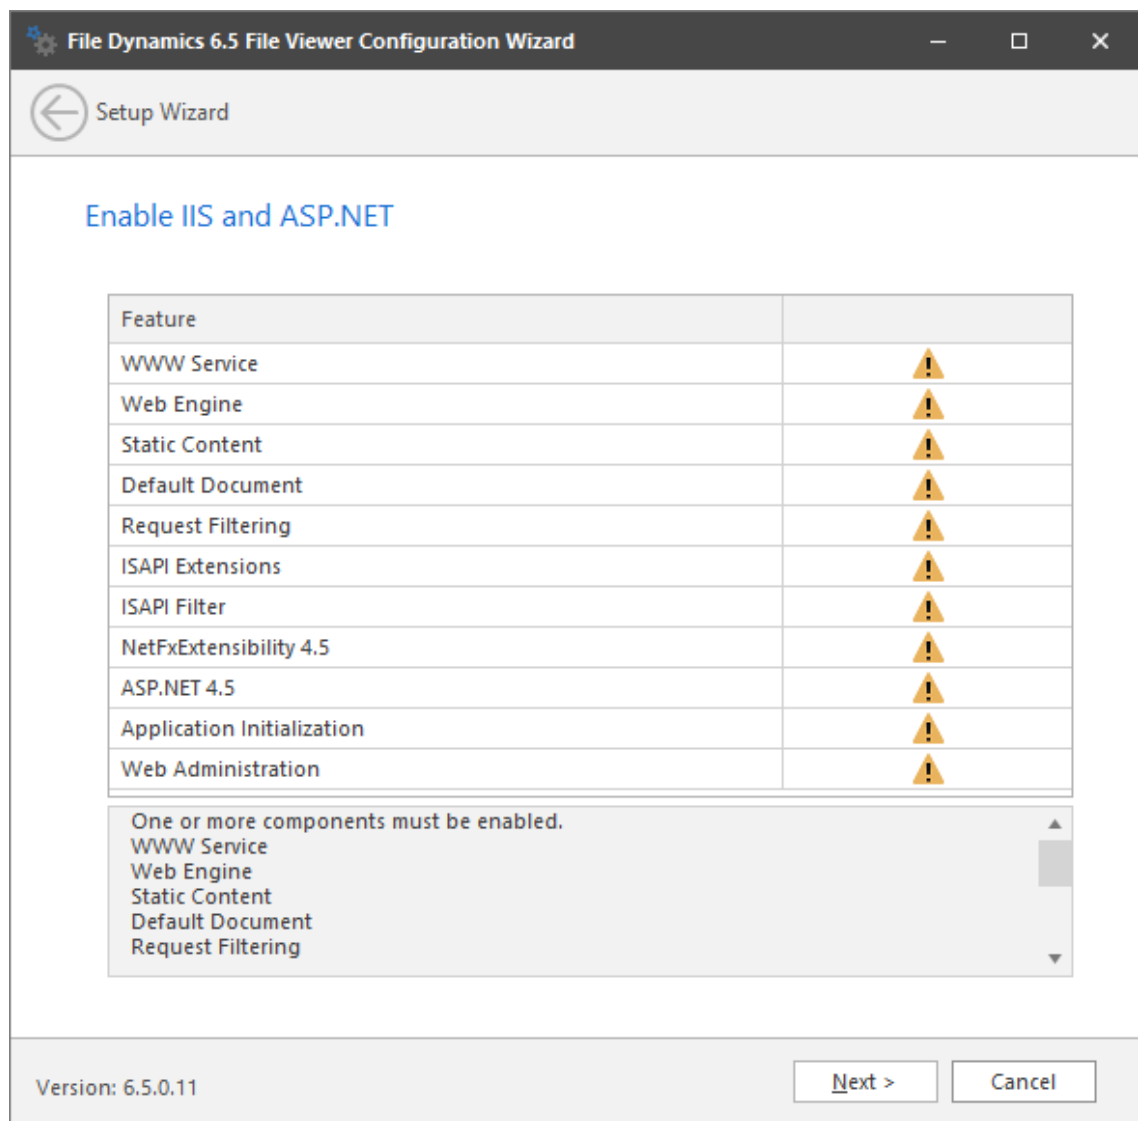 File Dynamics 6.5 File Viewer Configuration Wizard
Setup Wizard
Enable IIS and ASP.NET
Feature
WWW Service
Web Engine
Static Content
Default Document
Request Filtering
ISAPI Extensions
ISAPI Filter
NetFxExtensibility 4.5
ASP.NET 4.5
Application Initialization
Web Administration
One or more components must be enabled.
WWW Service
Web Engine
Static Content
Default Document
Request Filtering
Version: 6.5.0.11
Next >
Cancel